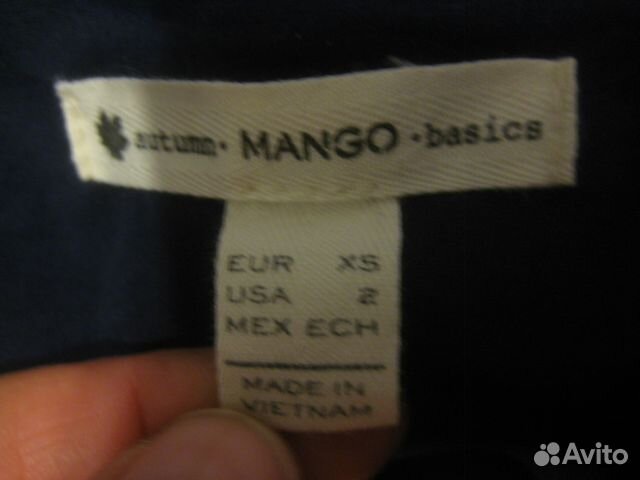 autumn · MANGO · basics
EUR XS
USA 2
MEX ECH
MADE IN
VIETNAM
Avito